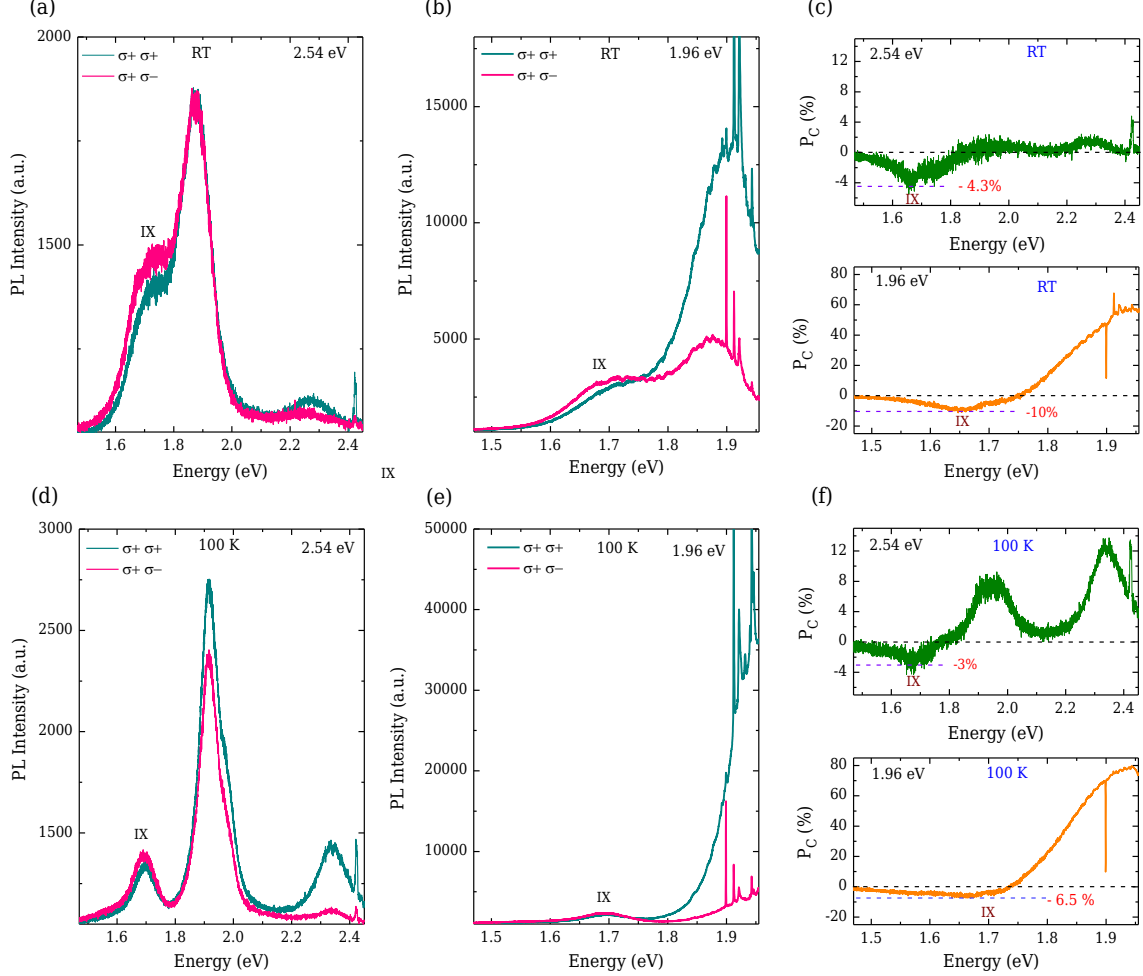 (a)
2000
σ+ σ+
σ+ σ−
RT
2.54 eV
1500
IX
PL Intensity (a.u.)
1.6 1.8 2.0 2.2 2.4
Energy (eV)
(b)
σ+ σ+
σ+ σ−
RT
1.96 eV
15000
10000
5000
IX
PL Intensity (a.u.)
1.5 1.6 1.7 1.8 1.9
Energy (eV)
(c)
2.54 eV
RT
12
8
4
0
-4
P_C (%)
- 4.3%
IX
1.6 1.8 2.0 2.2 2.4
Energy (eV)
1.96 eV
RT
80
60
40
20
0
-20
P_C (%)
-10%
IX
1.5 1.6 1.7 1.8 1.9
Energy (eV)
IX
(d)
3000
σ+ σ+
σ+ σ−
100 K
2.54 eV
2750
2500
2250
2000
1750
1500
1250
IX
PL Intensity (a.u.)
1.6 1.8 2.0 2.2 2.4
Energy (eV)
(e)
50000
σ+ σ+
σ+ σ−
100 K
1.96 eV
40000
30000
20000
10000
IX
PL Intensity (a.u.)
1.5 1.6 1.7 1.8 1.9
Energy (eV)
(f)
2.54 eV
100 K
12
8
4
0
-4
P_C (%)
-3%
IX
1.6 1.8 2.0 2.2 2.4
Energy (eV)
1.96 eV
100 K
80
60
40
20
0
-20
P_C (%)
- 6.5 %
IX
1.5 1.6 1.7 1.8 1.9
Energy (eV)